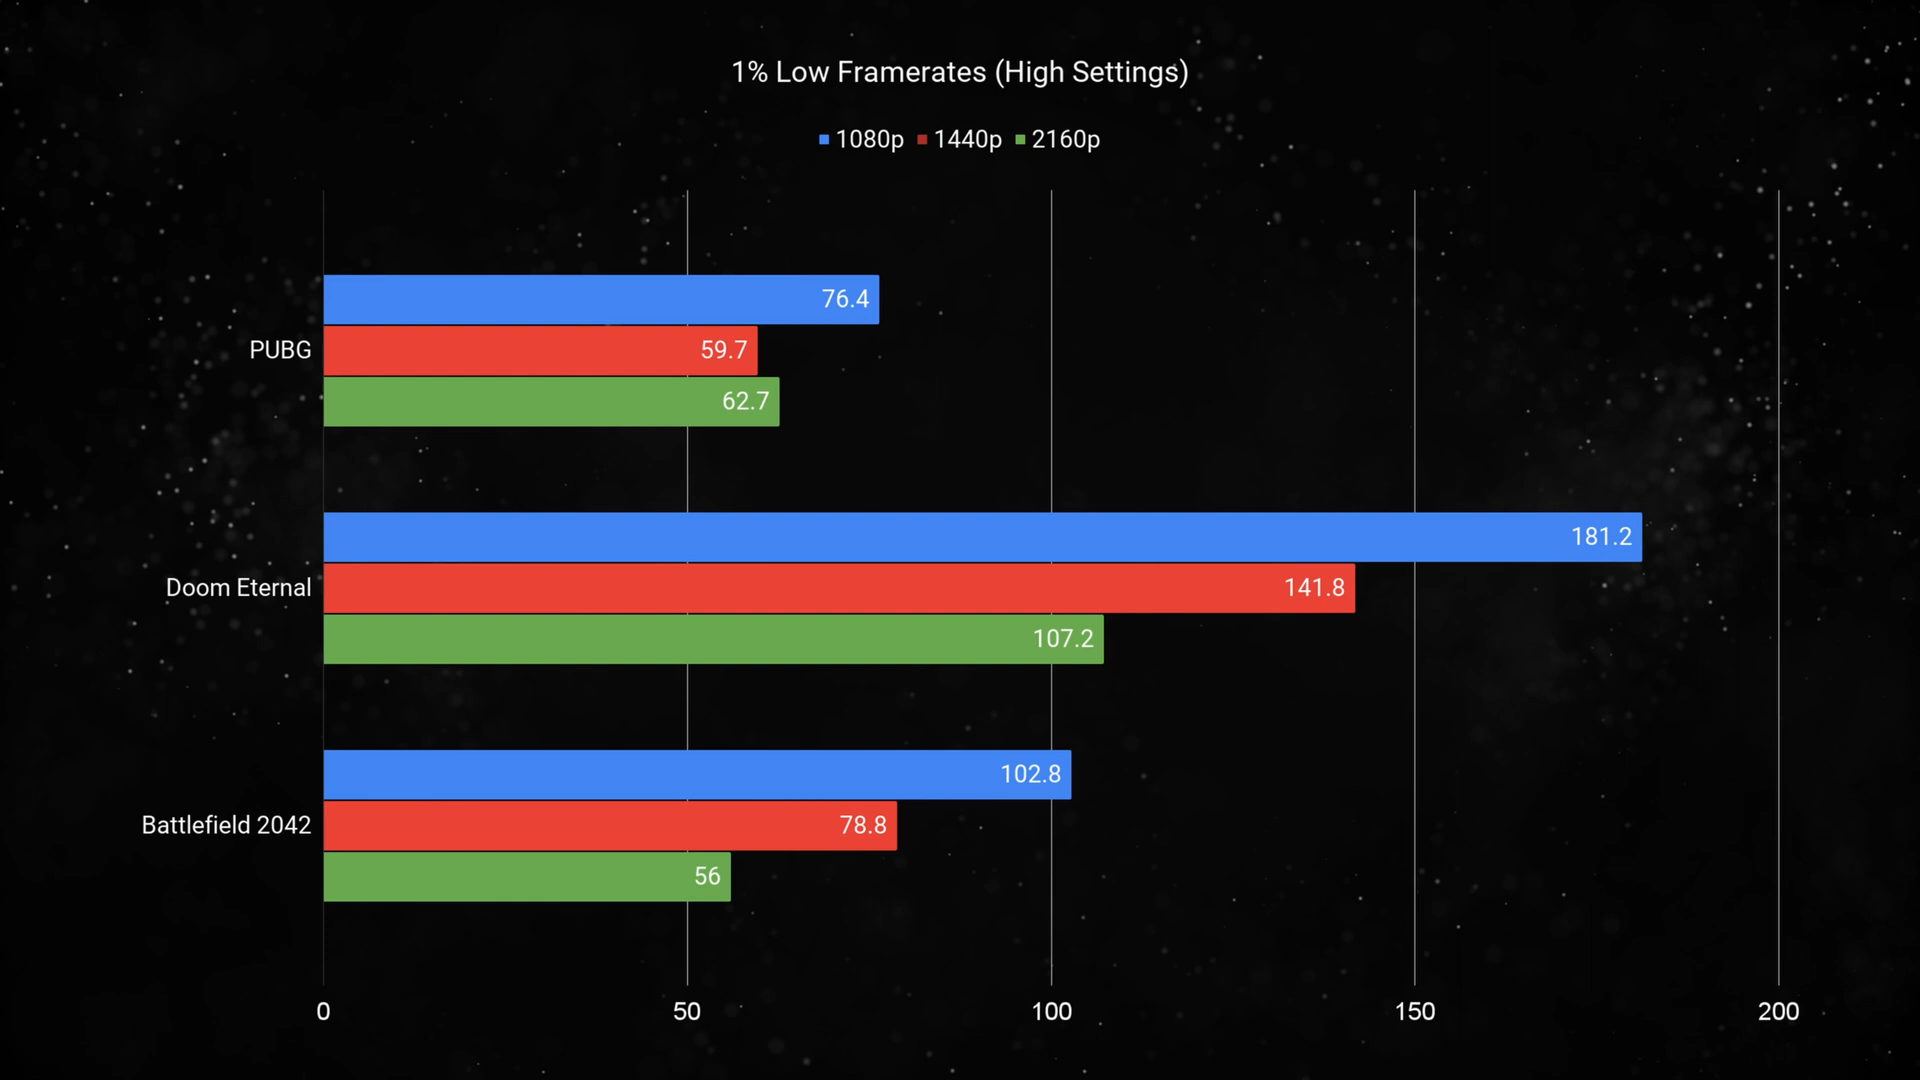 1% Low Framerates (High Settings)
1080p 1440p 2160p
76.4
PUBG 59.7
62.7
181.2
Doom Eternal 141.8
107.2
102.8
Battlefield 2042 78.8
56
0 50 100 150 200